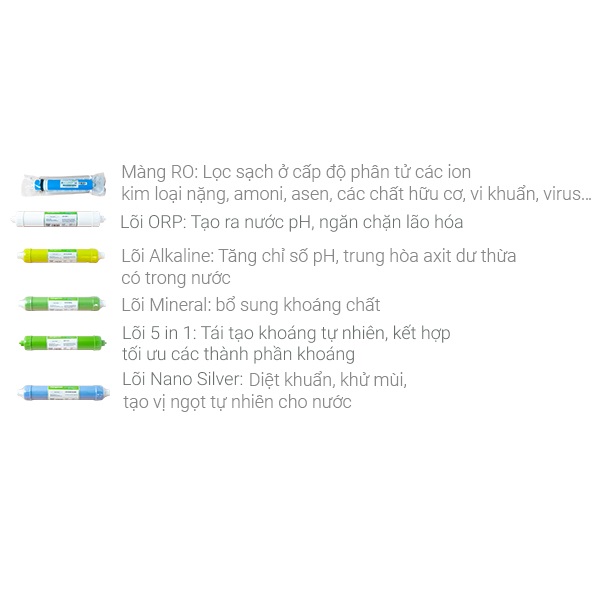 Màng RO: Lọc sạch ở cấp độ phân tử các ion
kim loại nặng, amoni, asen, các chất hữu cơ, vi khuẩn, virus...
Lõi ORP: Tạo ra nước pH, ngăn chặn lão hóa
Lõi Alkaline: Tăng chỉ số pH, trung hòa axit dư thừa
có trong nước
Lõi Mineral: bổ sung khoáng chất
Lõi 5 in 1: Tái tạo khoáng tự nhiên, kết hợp
tối ưu các thành phần khoáng
Lõi Nano Silver: Diệt khuẩn, khử mùi,
tạo vị ngọt tự nhiên cho nước